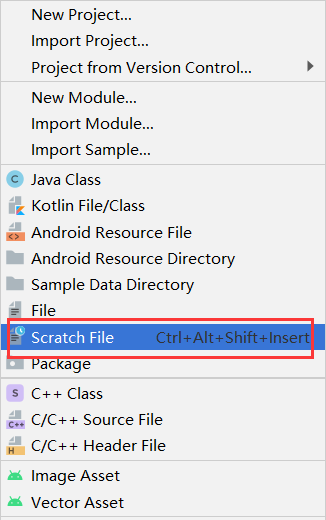 New Project...
Import Project...
Project from Version Control...
New Module...
Import Module...
Import Sample...
C Java Class
Kotlin File/Class
Android Resource File
Android Resource Directory
Sample Data Directory
File
Scratch File Ctrl+Alt+Shift+Insert
Package
S C++ Class
C++ C/C++ Source File
H C/C++ Header File
Image Asset
Vector Asset